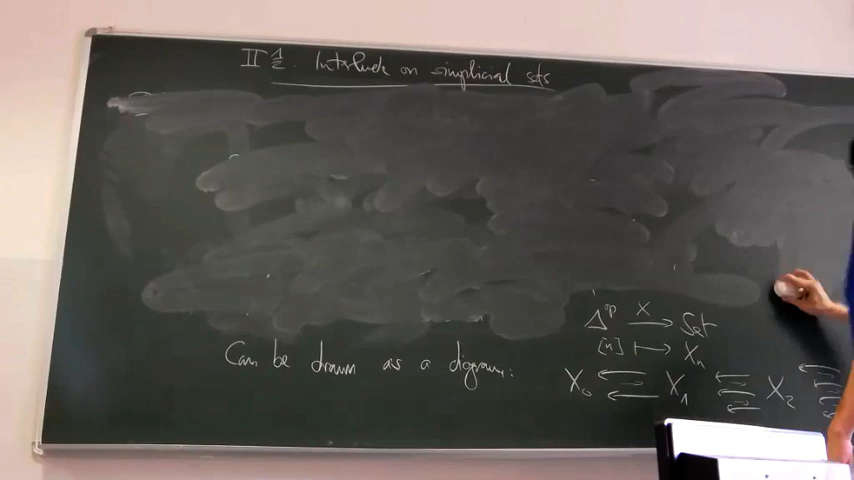 II 1/2. Interlude on simplicial sets
Δ^op X→ Set
[n] ↦ X_n
Can be drawn as a diagram:
X_0 ⇇ X_1 X_2